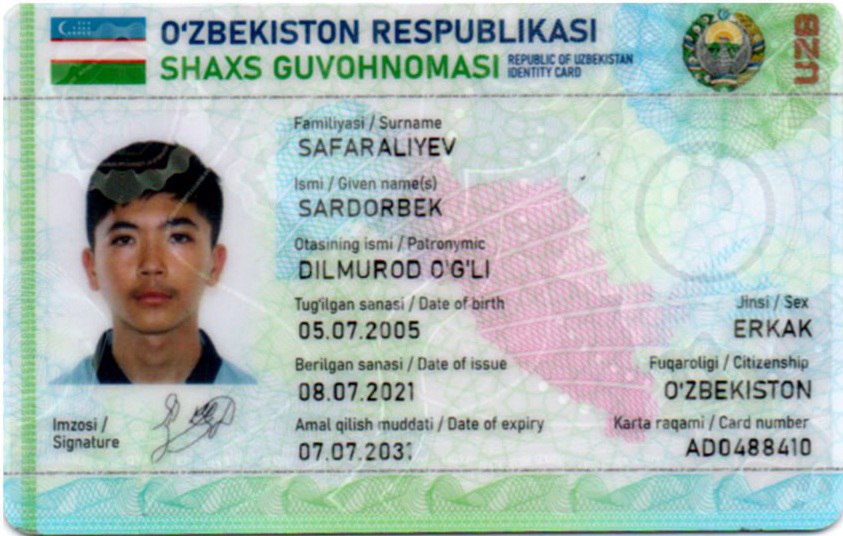 O'ZBEKISTON RESPUBLIKASI
SHAXS GUVOHNOMASI
REPUBLIC OF UZBEKISTAN
IDENTITY CARD
UZB
Familiyasi / Surname
SAFARALIYEV
Ismi / Given name(s)
SARDORBEK
Otasining ismi / Patronymic
DILMUROD O'G'LI
Tug'ilgan sanasi / Date of birth
05.07.2005
Jinsi / Sex
ERKAK
Berilgan sanasi / Date of issue
08.07.2021
Fuqaroligi / Citizenship
O'ZBEKISTON
Amal qilish muddati / Date of expiry
07.07.2031
Karta raqami / Card number
AD0488410
Imzosi /
Signature